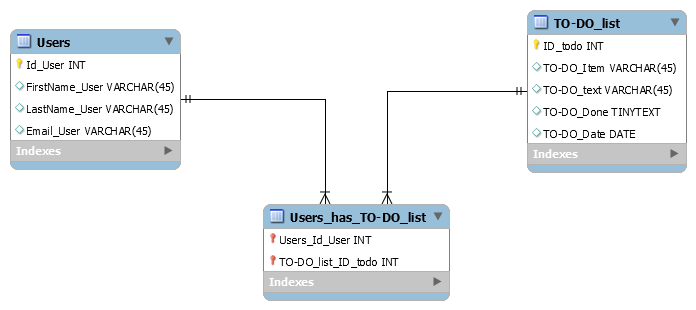 Users
Id_User INT
FirstName_User VARCHAR(45)
LastName_User VARCHAR(45)
Email_User VARCHAR(45)
Indexes
TO-DO_list
ID_todo INT
TO-DO_Item VARCHAR(45)
TO-DO_text VARCHAR(45)
TO-DO_Done TINYTEXT
TO-DO_Date DATE
Indexes
Users_has_TO-DO_list
Users_Id_User INT
TO-DO_list_ID_todo INT
Indexes